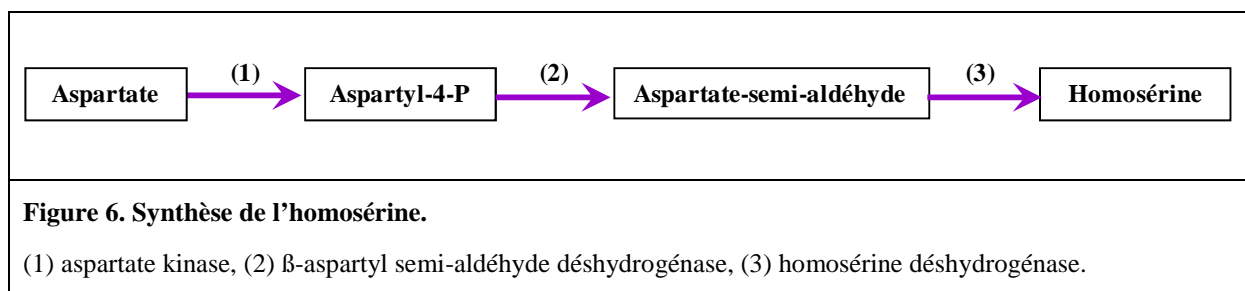 (1) (2) (3)
Aspartate Aspartyl-4-P Aspartate-semi-aldéhyde Homosérine
Figure 6. Synthèse de l’homosérine.
(1) aspartate kinase, (2) ß-aspartyl semi-aldéhyde déshydrogénase, (3) homosérine déshydrogénase.